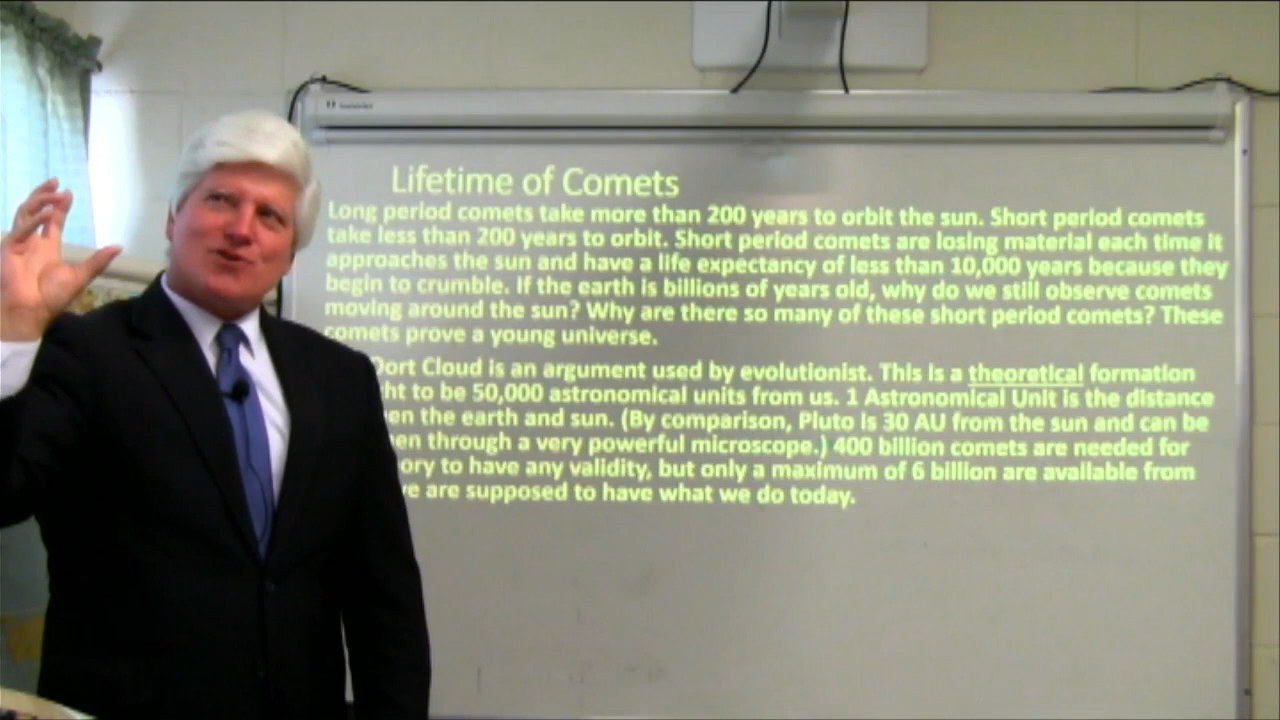 Lifetime of Comets
Long period comets take more than 200 years to orbit the sun. Short period comets
take less than 200 years to orbit. Short period comets are losing material each time it
approaches the sun and have a life expectancy of less than 10,000 years because they
begin to crumble. If the earth is billions of years old, why do we still observe comets
moving around the sun? Why are there so many of these short period comets? These
comets prove a young universe.
Oort Cloud is an argument used by evolutionist. This is a theoretical formation
ht to be 50,000 astronomical units from us. 1 Astronomical Unit is the distance
en the earth and sun. (By comparison, Pluto is 30 AU from the sun and can be
en through a very powerful microscope.) 400 billion comets are needed for
ory to have any validity, but only a maximum of 6 billion are available from
e are supposed to have what we do today.